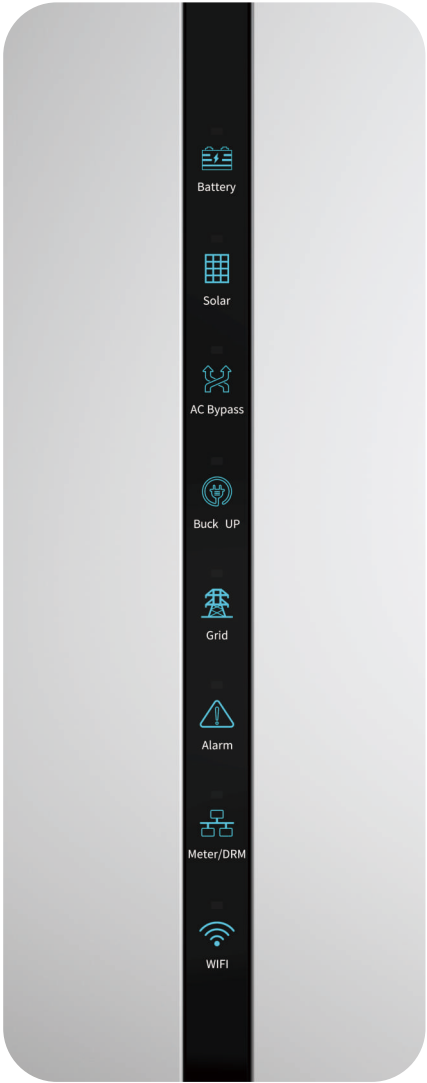 Battery
Solar
AC Bypass
Buck UP
Grid
Alarm
Meter/DRM
WIFI